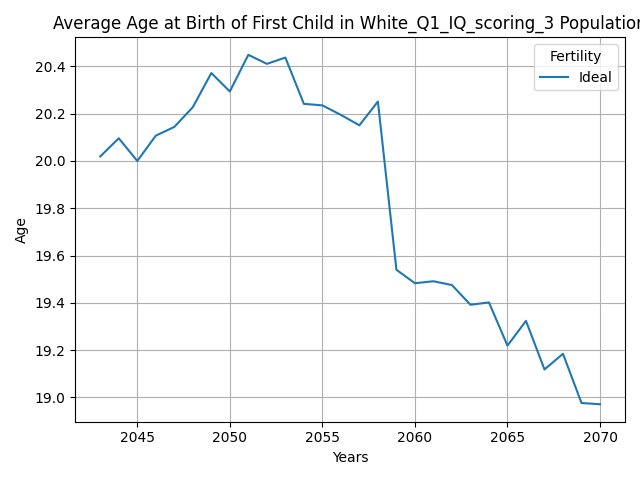 Average Age at Birth of First Child in White_Q1_IQ_scoring_3 Population
Fertility
Ideal
20.4
20.2
20.0
19.8
19.6
19.4
19.2
19.0
Age
2045
2050
2055
2060
2065
2070
Years